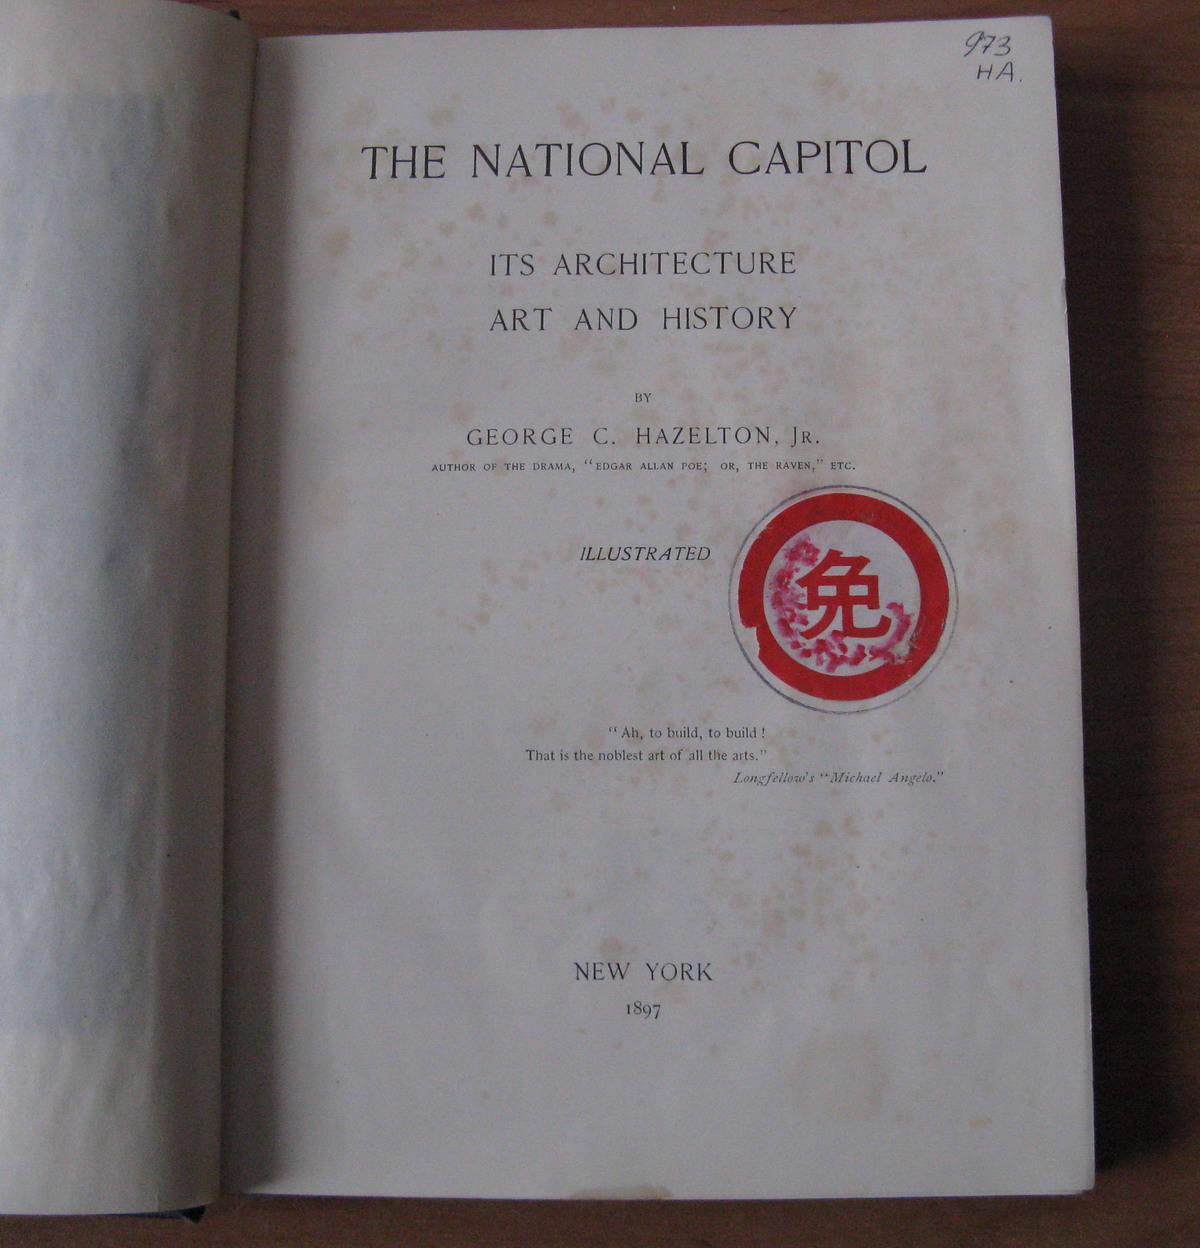 973
HA.
THE NATIONAL CAPITOL
ITS ARCHITECTURE
ART AND HISTORY
BY
GEORGE C. HAZELTON, JR.
AUTHOR OF THE DRAMA, "EDGAR ALLAN POE; OR, THE RAVEN," ETC.
ILLUSTRATED
免
"Ah, to build, to build!
That is the noblest art of all the arts."
Longfellow's "Michael Angelo."
NEW YORK
1897